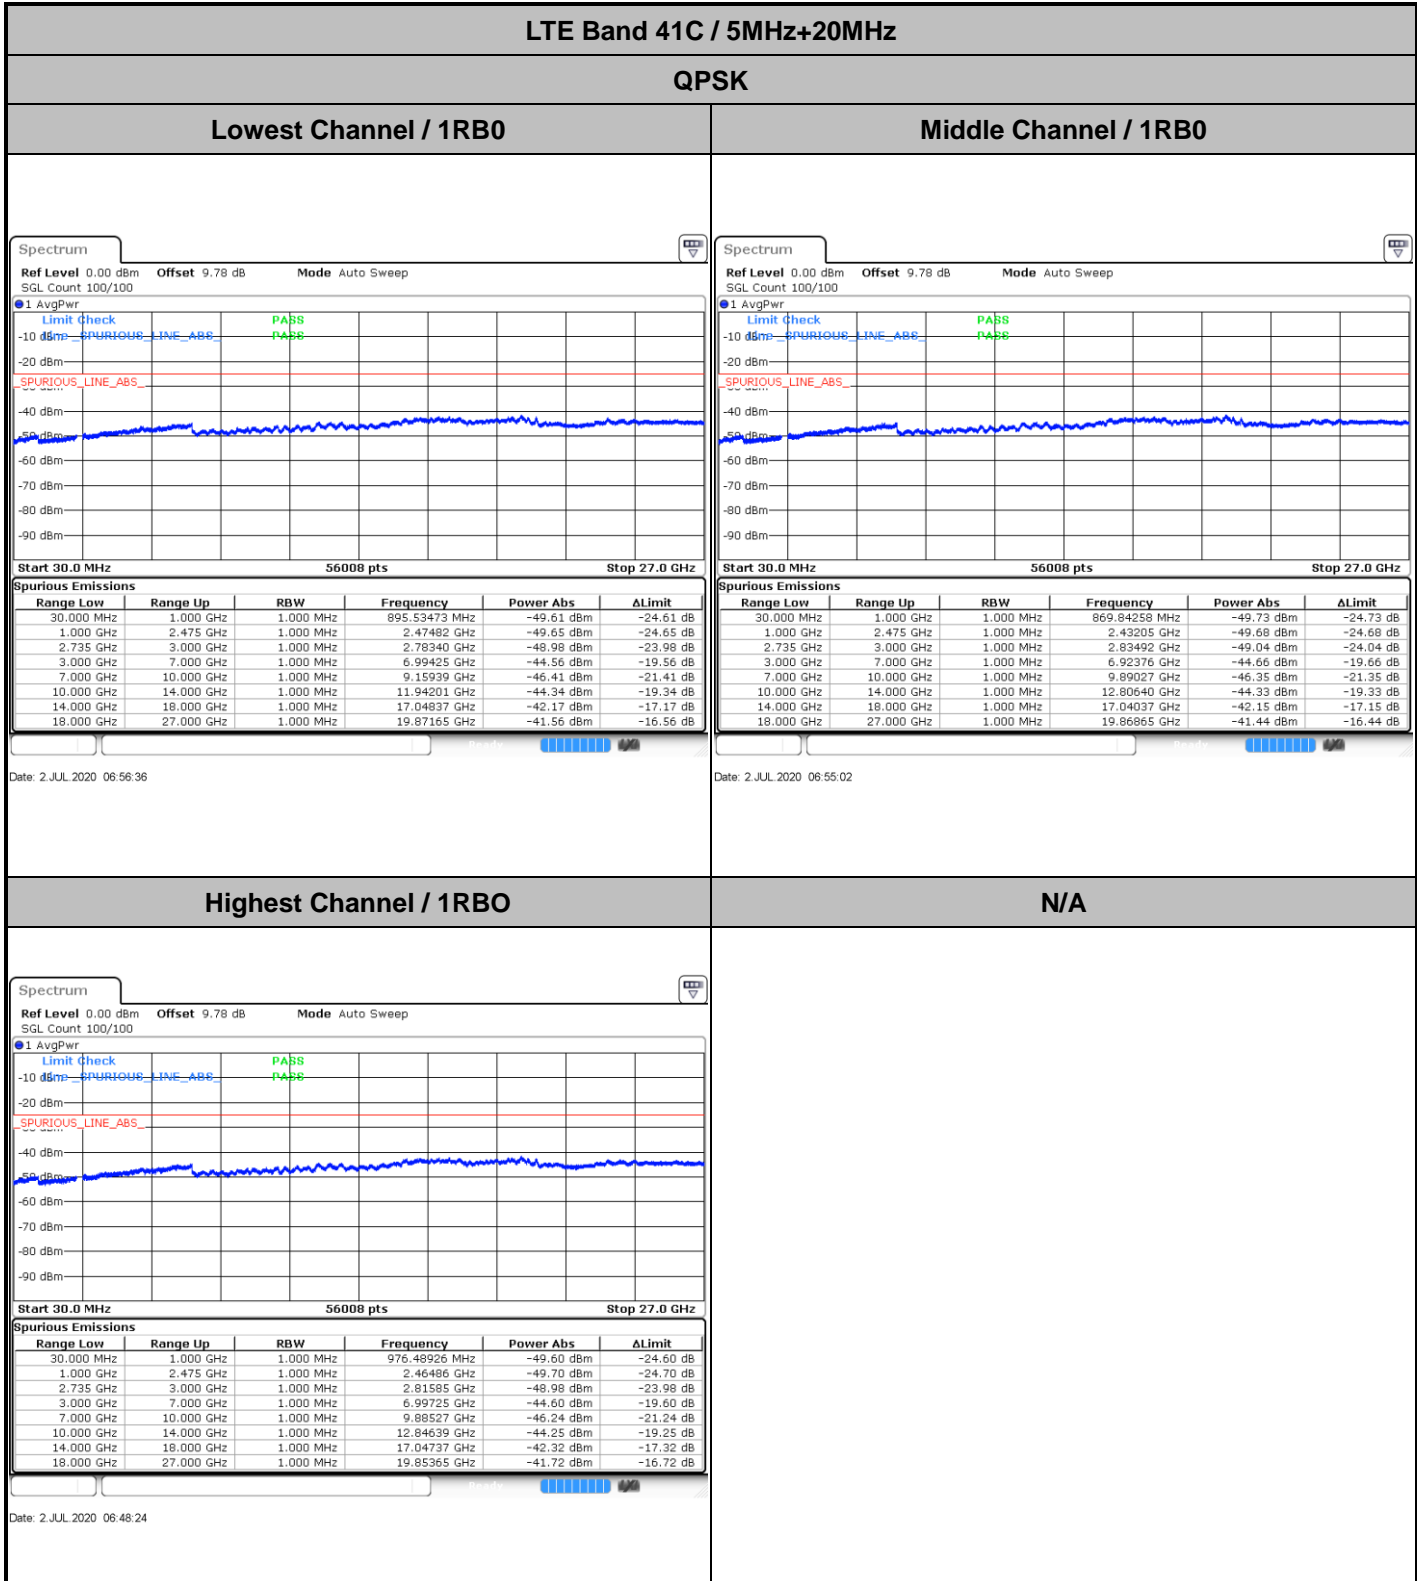 LTE Band 41C / 5MHz+20MHz
QPSK
Lowest Channel / 1RB0
Middle Channel / 1RB0
Spectrum
Ref Level 0.00 dBm Offset 9.78 dB Mode Auto Sweep
SGL Count 100/100
1 AvgPwr
Limit Check PASS
Line _SPURIOUS_LINE_ABS_ PASS
-10 dBm
-20 dBm
_SPURIOUS_LINE_ABS_
-40 dBm
-50 dBm
-60 dBm
-70 dBm
-80 dBm
-90 dBm
Start 30.0 MHz 56008 pts Stop 27.0 GHz
Spurious Emissions
Range Low Range Up RBW Frequency Power Abs ΔLimit
30.000 MHz 1.000 GHz 1.000 MHz 895.53473 MHz -49.61 dBm -24.61 dB
1.000 GHz 2.475 GHz 1.000 MHz 2.47482 GHz -49.65 dBm -24.65 dB
2.735 GHz 3.000 GHz 1.000 MHz 2.78340 GHz -48.98 dBm -23.98 dB
3.000 GHz 7.000 GHz 1.000 MHz 6.99425 GHz -44.56 dBm -19.56 dB
7.000 GHz 10.000 GHz 1.000 MHz 9.15939 GHz -46.41 dBm -21.41 dB
10.000 GHz 14.000 GHz 1.000 MHz 11.94201 GHz -44.34 dBm -19.34 dB
14.000 GHz 18.000 GHz 1.000 MHz 17.04837 GHz -42.17 dBm -17.17 dB
18.000 GHz 27.000 GHz 1.000 MHz 19.87165 GHz -41.56 dBm -16.56 dB
Ready
Date: 2.JUL.2020 06:56:36
Spectrum
Ref Level 0.00 dBm Offset 9.78 dB Mode Auto Sweep
SGL Count 100/100
1 AvgPwr
Limit Check PASS
Line _SPURIOUS_LINE_ABS_ PASS
-10 dBm
-20 dBm
_SPURIOUS_LINE_ABS_
-40 dBm
-50 dBm
-60 dBm
-70 dBm
-80 dBm
-90 dBm
Start 30.0 MHz 56008 pts Stop 27.0 GHz
Spurious Emissions
Range Low Range Up RBW Frequency Power Abs ΔLimit
30.000 MHz 1.000 GHz 1.000 MHz 869.84258 MHz -49.73 dBm -24.73 dB
1.000 GHz 2.475 GHz 1.000 MHz 2.43205 GHz -49.68 dBm -24.68 dB
2.735 GHz 3.000 GHz 1.000 MHz 2.83492 GHz -49.04 dBm -24.04 dB
3.000 GHz 7.000 GHz 1.000 MHz 6.92376 GHz -44.66 dBm -19.66 dB
7.000 GHz 10.000 GHz 1.000 MHz 9.89027 GHz -46.35 dBm -21.35 dB
10.000 GHz 14.000 GHz 1.000 MHz 12.80640 GHz -44.33 dBm -19.33 dB
14.000 GHz 18.000 GHz 1.000 MHz 17.04037 GHz -42.15 dBm -17.15 dB
18.000 GHz 27.000 GHz 1.000 MHz 19.86865 GHz -41.44 dBm -16.44 dB
Ready
Date: 2.JUL.2020 06:55:02
Highest Channel / 1RBO
N/A
Spectrum
Ref Level 0.00 dBm Offset 9.78 dB Mode Auto Sweep
SGL Count 100/100
1 AvgPwr
Limit Check PASS
Line _SPURIOUS_LINE_ABS_ PASS
-10 dBm
-20 dBm
_SPURIOUS_LINE_ABS_
-40 dBm
-50 dBm
-60 dBm
-70 dBm
-80 dBm
-90 dBm
Start 30.0 MHz 56008 pts Stop 27.0 GHz
Spurious Emissions
Range Low Range Up RBW Frequency Power Abs ΔLimit
30.000 MHz 1.000 GHz 1.000 MHz 976.48926 MHz -49.60 dBm -24.60 dB
1.000 GHz 2.475 GHz 1.000 MHz 2.46486 GHz -49.70 dBm -24.70 dB
2.735 GHz 3.000 GHz 1.000 MHz 2.81585 GHz -48.98 dBm -23.98 dB
3.000 GHz 7.000 GHz 1.000 MHz 6.99725 GHz -44.60 dBm -19.60 dB
7.000 GHz 10.000 GHz 1.000 MHz 9.88527 GHz -46.24 dBm -21.24 dB
10.000 GHz 14.000 GHz 1.000 MHz 12.84639 GHz -44.25 dBm -19.25 dB
14.000 GHz 18.000 GHz 1.000 MHz 17.04737 GHz -42.32 dBm -17.32 dB
18.000 GHz 27.000 GHz 1.000 MHz 19.85365 GHz -41.72 dBm -16.72 dB
Ready
Date: 2.JUL.2020 06:48:24